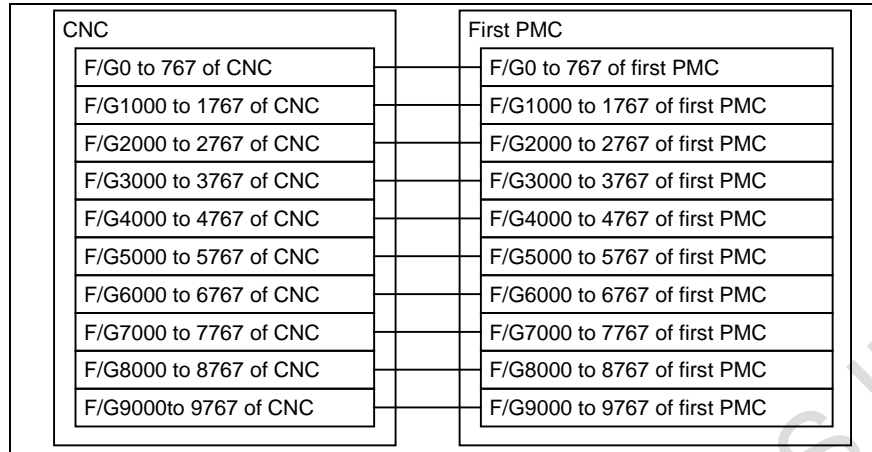 CNC
First PMC
F/G0 to 767 of CNC
F/G0 to 767 of first PMC
F/G1000 to 1767 of CNC
F/G1000 to 1767 of first PMC
F/G2000 to 2767 of CNC
F/G2000 to 2767 of first PMC
F/G3000 to 3767 of CNC
F/G3000 to 3767 of first PMC
F/G4000 to 4767 of CNC
F/G4000 to 4767 of first PMC
F/G5000 to 5767 of CNC
F/G5000 to 5767 of first PMC
F/G6000 to 6767 of CNC
F/G6000 to 6767 of first PMC
F/G7000 to 7767 of CNC
F/G7000 to 7767 of first PMC
F/G8000 to 8767 of CNC
F/G8000 to 8767 of first PMC
F/G9000to 9767 of CNC
F/G9000 to 9767 of first PMC